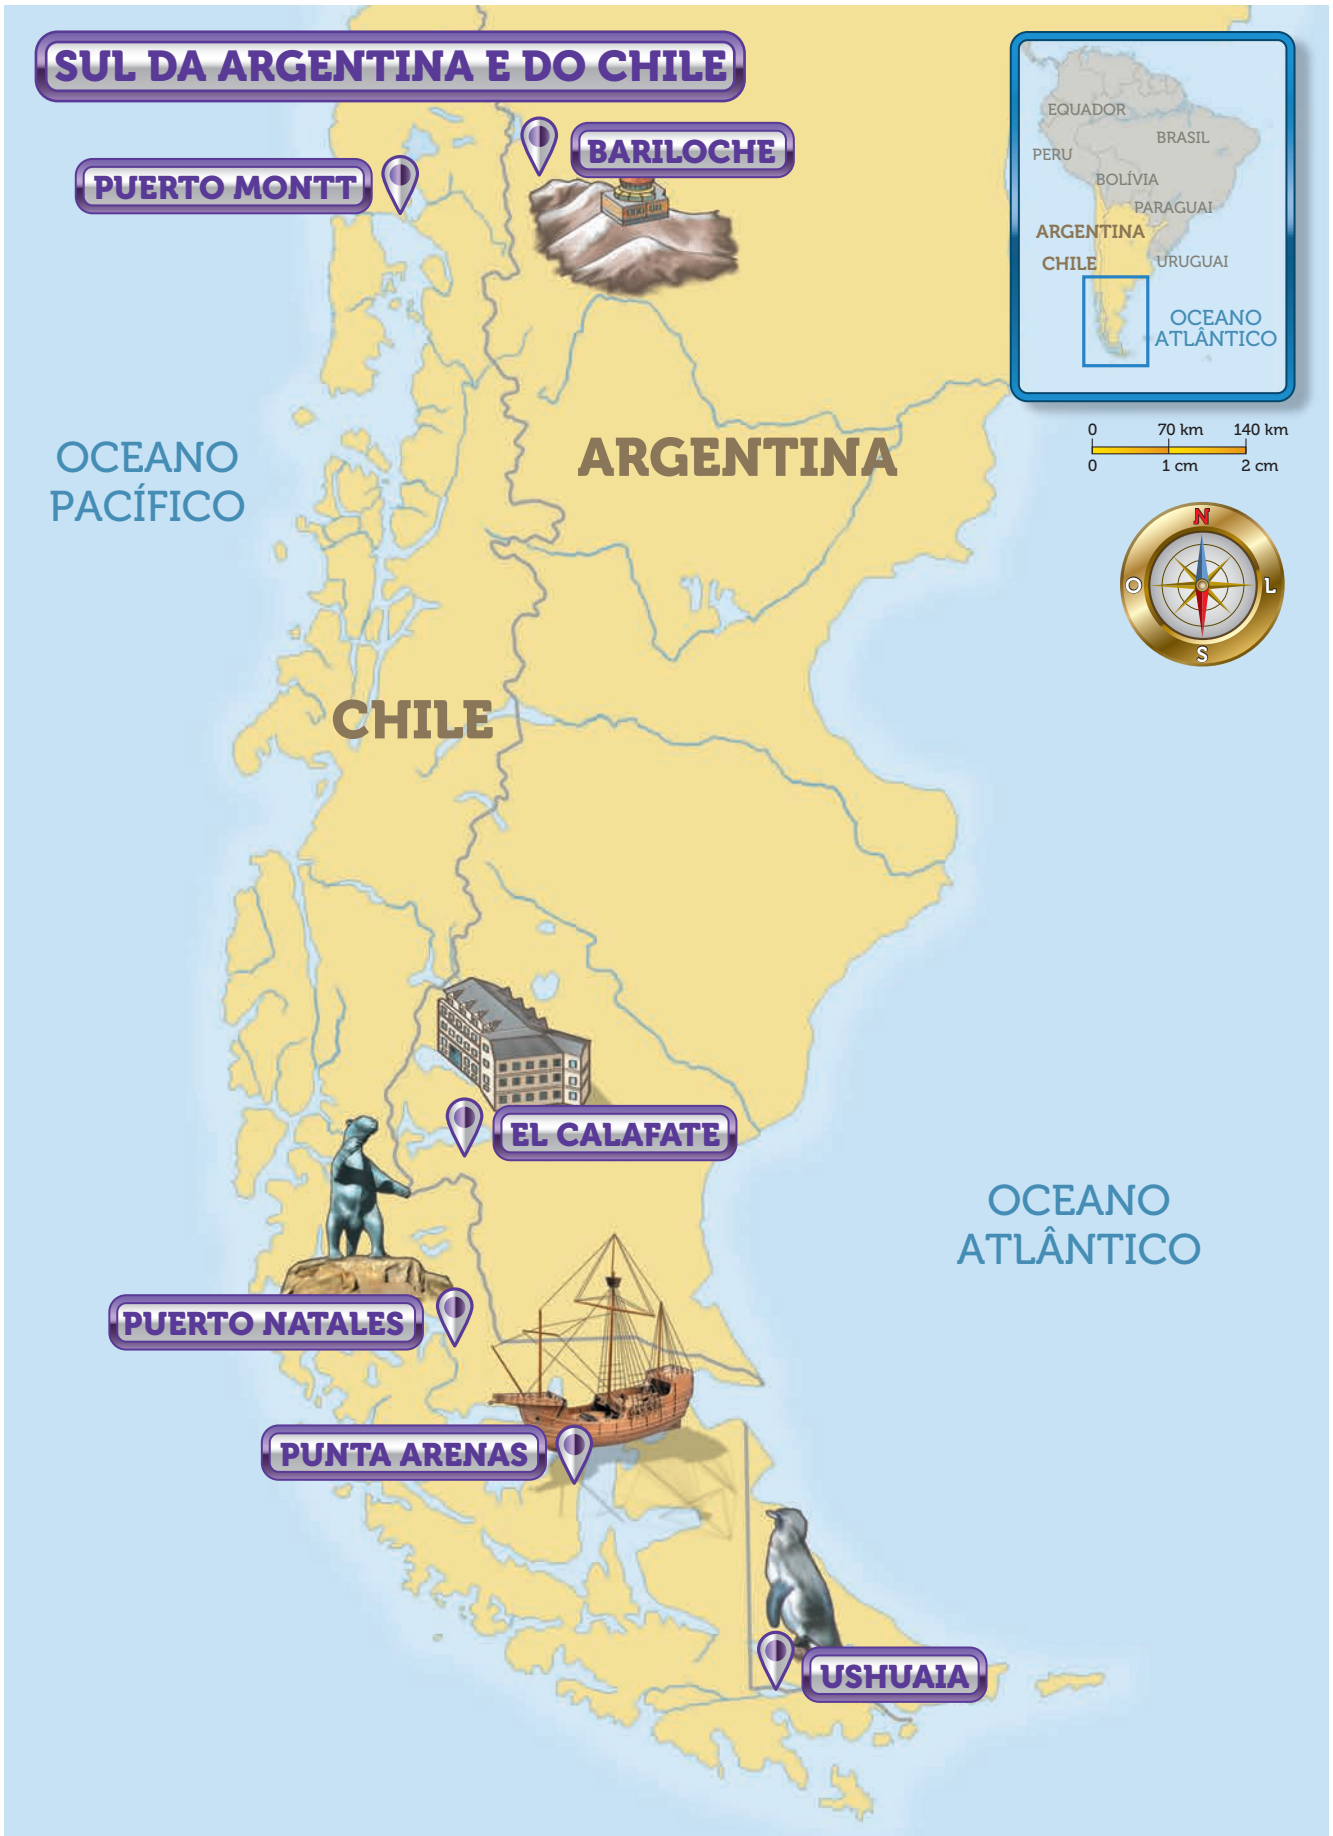 SUL DA ARGENTINA E DO CHILE
BARILOCHE
PUERTO MONTT
EQUADOR
BRASIL
PERU
BOLÍVIA
PARAGUAI
ARGENTINA
CHILE
URUGUAI
OCEANO
ATLÂNTICO
0 70 km 140 km
0 1 cm 2 cm
N
O L
S
OCEANO
PACÍFICO
ARGENTINA
CHILE
EL CALAFATE
OCEANO
ATLÂNTICO
PUERTO NATALES
PUNTA ARENAS
USHUAIA